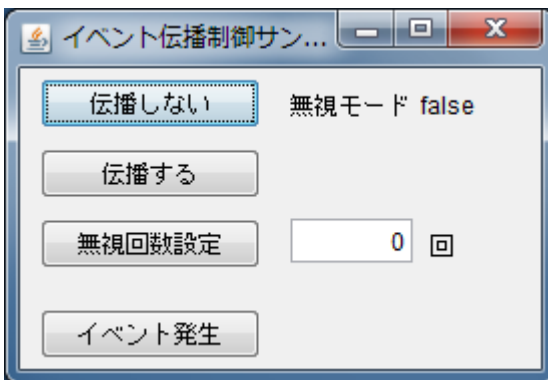 イベント伝播制御サン...
伝播しない 無視モード false
伝播する
無視回数設定 0 回
イベント発生